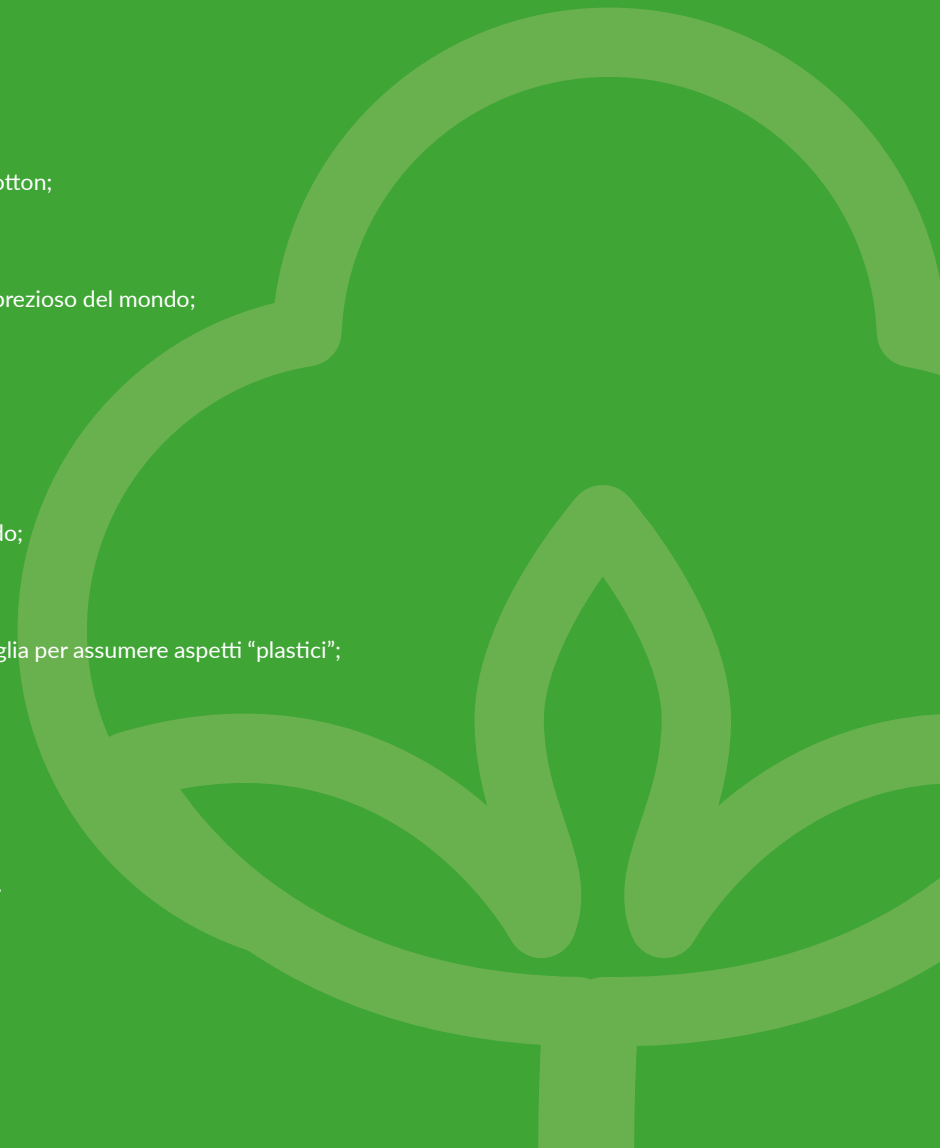 otton;
prezioso del mondo;
do;
glia per assumere aspetti “plastici”;